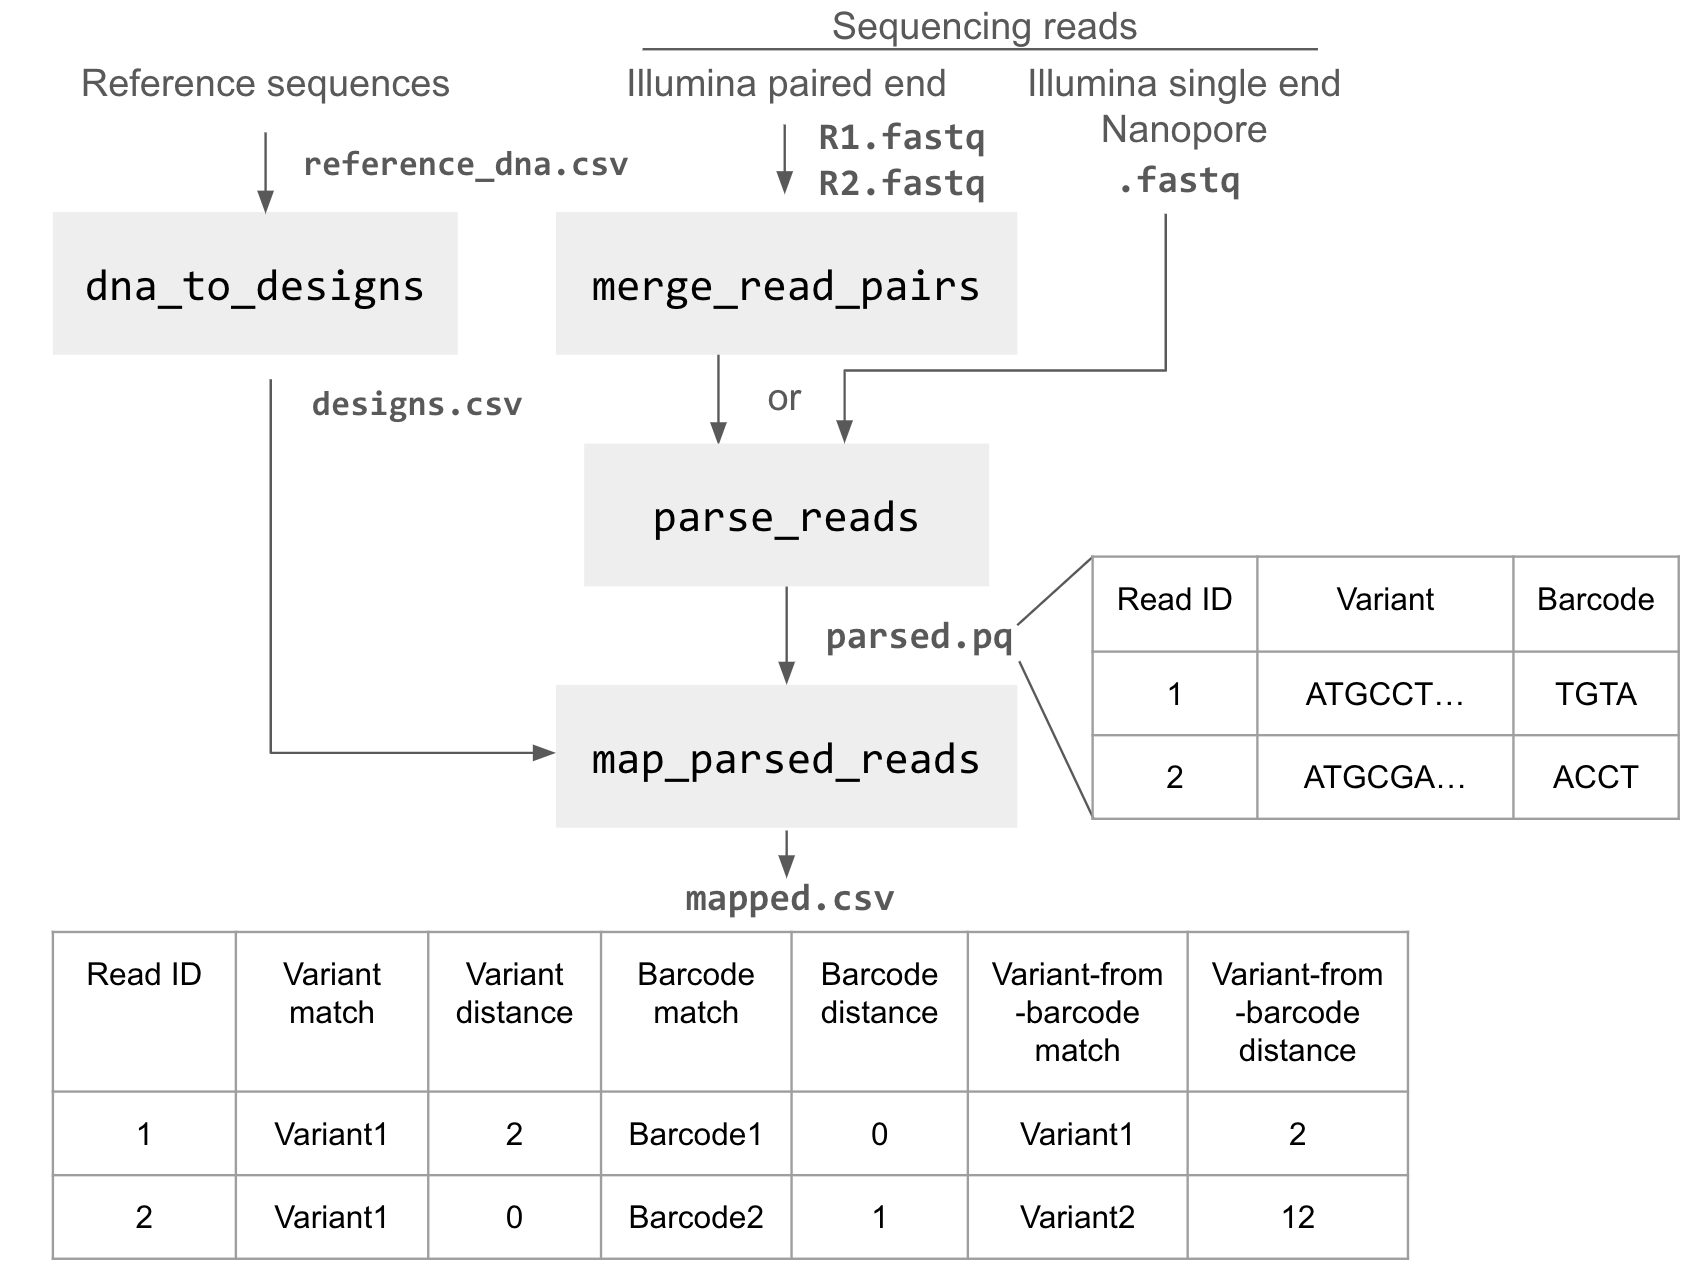 Sequencing reads
Reference sequences
Illumina paired end
Illumina single end
Nanopore
R1.fastq
R2.fastq
.fastq
reference_dna.csv
dna_to_designs
merge_read_pairs
designs.csv
or
parse_reads
parsed.pq
Read ID Variant Barcode
1 ATGCCT… TGTA
2 ATGCGA… ACCT
map_parsed_reads
mapped.csv
Read ID
Variant
match
Variant
distance
Barcode
match
Barcode
distance
Variant-from
-barcode
match
Variant-from
-barcode
distance
1 Variant1 2 Barcode1 0 Variant1 2
2 Variant1 0 Barcode2 1 Variant2 12